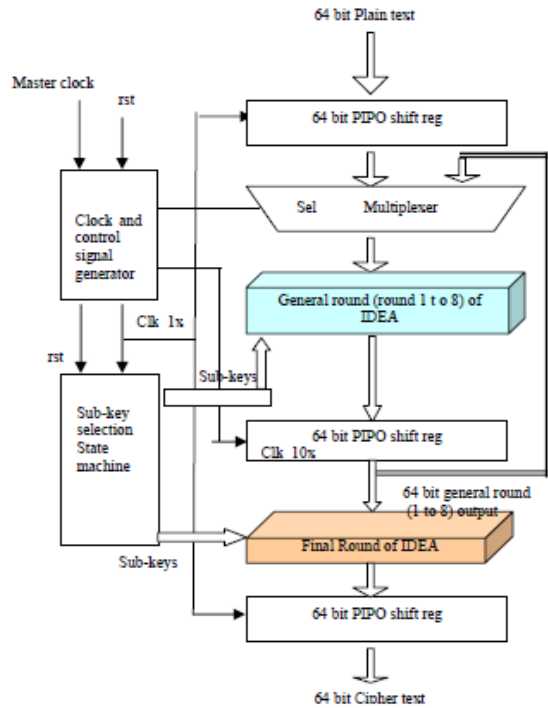 64 bit Plain text
Master clock
rst
64 bit PIPO shift reg
Sel Multiplexer
Clock and
control
signal
generator
General round (round 1 t o 8) of
IDEA
Clk 1x
rst
Sub-keys
Sub-key
selection
State
machine
64 bit PIPO shift reg
Clk 10x
64 bit general round
(1 to 8) output
Final Round of IDEA
Sub-keys
64 bit PIPO shift reg
64 bit Cipher text